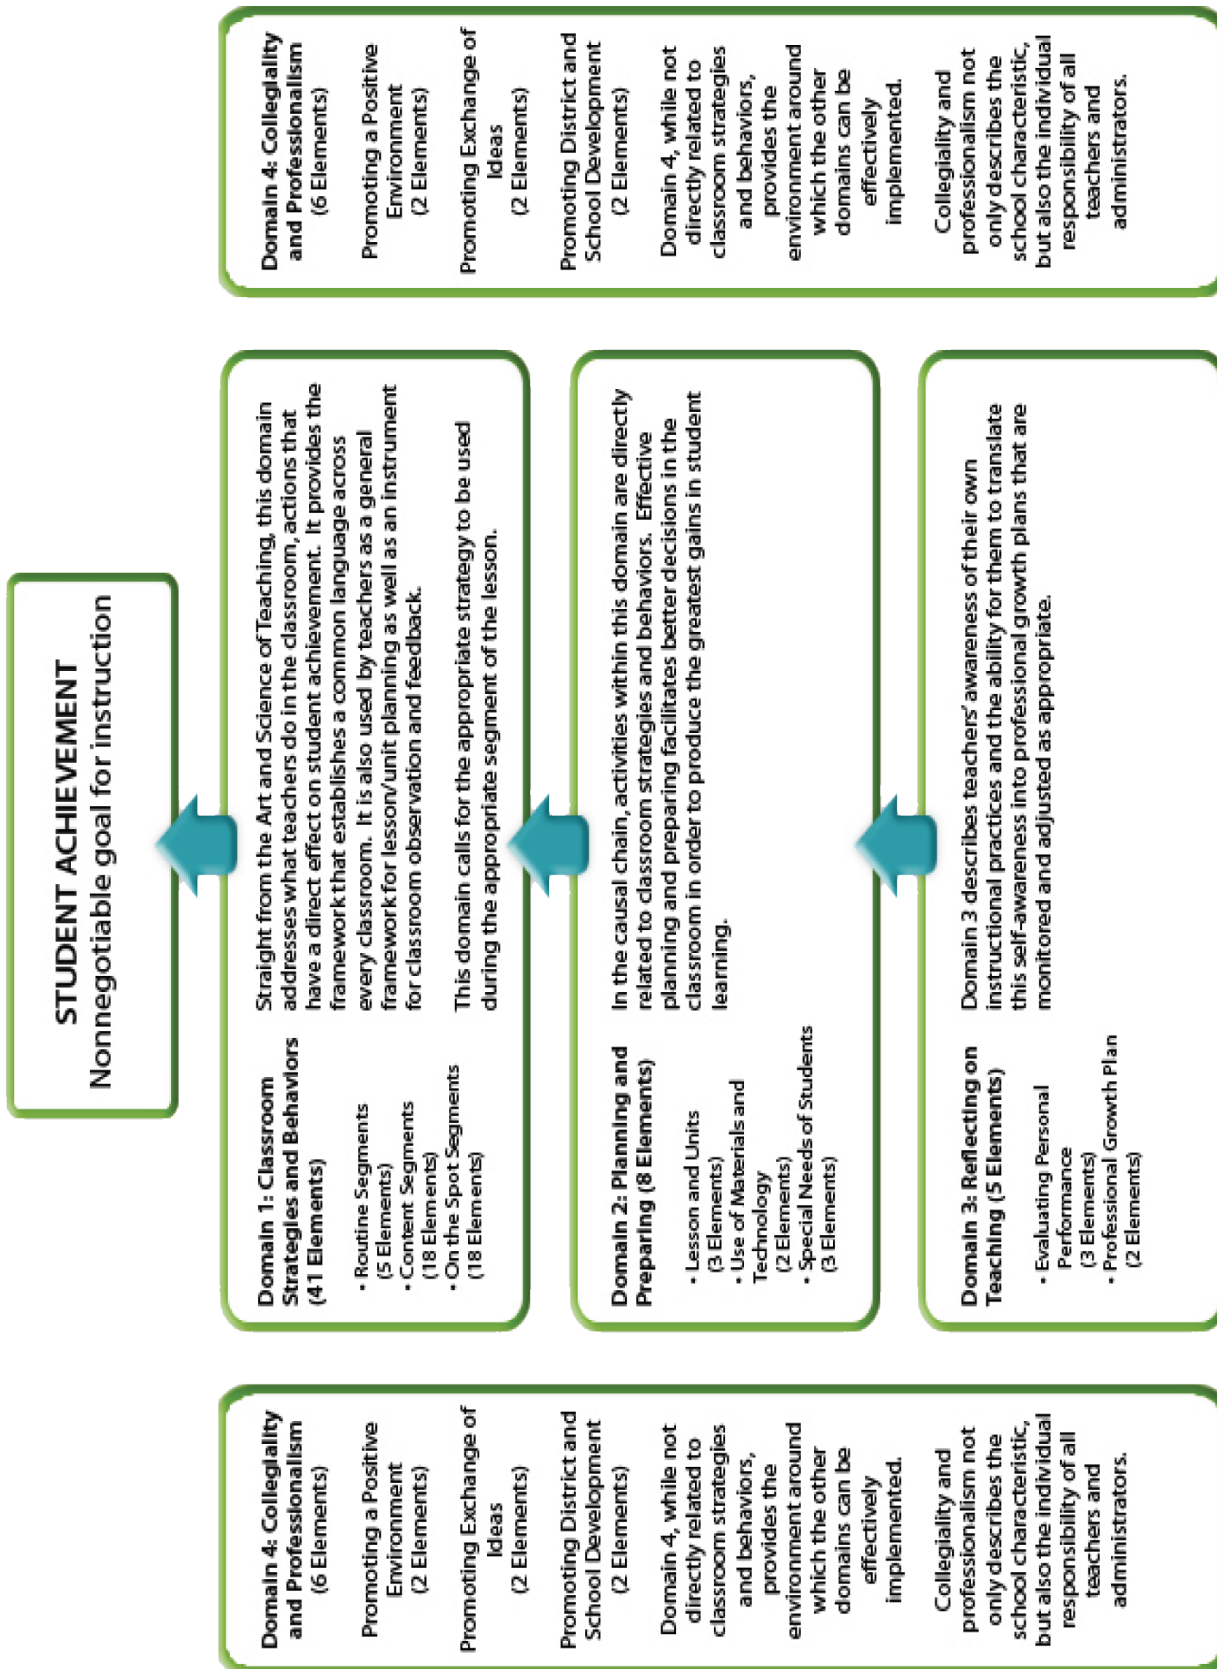 STUDENT ACHIEVEMENT
Nonnegotiable goal for instruction
Domain 4: Collegiality
and Professionalism
(6 Elements)
Promoting a Positive
Environment
(2 Elements)
Promoting Exchange of
Ideas
(2 Elements)
Promoting District and
School Development
(2 Elements)
Domain 4, while not
directly related to
classroom strategies
and behaviors,
provides the
environment around
which the other
domains can be
effectively
implemented.
Collegiality and
professionalism not
only describes the
school characteristic,
but also the individual
responsibility of all
teachers and
administrators.
Domain 1: Classroom
Strategies and Behaviors
(41 Elements)
• Routine Segments
(5 Elements)
• Content Segments
(18 Elements)
• On the Spot Segments
(18 Elements)
Straight from the Art and Science of Teaching, this domain
addresses what teachers do in the classroom, actions that
have a direct effect on student achievement. It provides the
framework that establishes a common language across
every classroom. It is also used by teachers as a general
framework for lesson/unit planning as well as an instrument
for classroom observation and feedback.
This domain calls for the appropriate strategy to be used
during the appropriate segment of the lesson.
Domain 2: Planning and
Preparing (8 Elements)
• Lesson and Units
(3 Elements)
• Use of Materials and
Technology
(2 Elements)
• Special Needs of Students
(3 Elements)
In the causal chain, activities within this domain are directly
related to classroom strategies and behaviors. Effective
planning and preparing facilitates better decisions in the
classroom in order to produce the greatest gains in student
learning.
Domain 3: Reflecting on
Teaching (5 Elements)
• Evaluating Personal
Performance
(3 Elements)
• Professional Growth Plan
(2 Elements)
Domain 3 describes teachers' awareness of their own
instructional practices and the ability for them to translate
this self-awareness into professional growth plans that are
monitored and adjusted as appropriate.
Domain 4: Collegiality
and Professionalism
(6 Elements)
Promoting a Positive
Environment
(2 Elements)
Promoting Exchange of
Ideas
(2 Elements)
Promoting District and
School Development
(2 Elements)
Domain 4, while not
directly related to
classroom strategies
and behaviors,
provides the
environment around
which the other
domains can be
effectively
implemented.
Collegiality and
professionalism not
only describes the
school characteristic,
but also the individual
responsibility of all
teachers and
administrators.